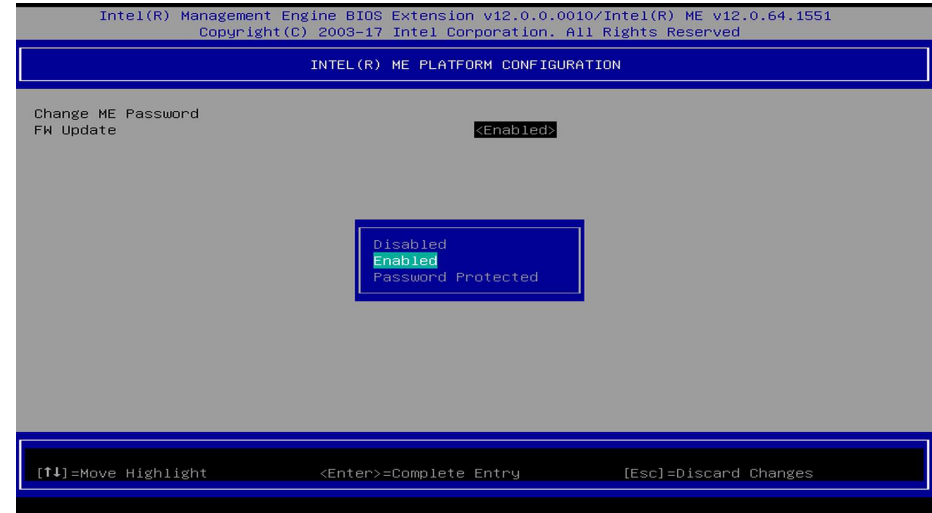 Intel(R) Management Engine BIOS Extension v12.0.0.0010/Intel(R) ME v12.0.64.1551
Copyright(C) 2003-17 Intel Corporation. All Rights Reserved
INTEL(R) ME PLATFORM CONFIGURATION
Change ME Password
FW Update <Enabled>
Disabled
Enabled
Password Protected
[↑↓]=Move Highlight <Enter>=Complete Entry [Esc]=Discard Changes